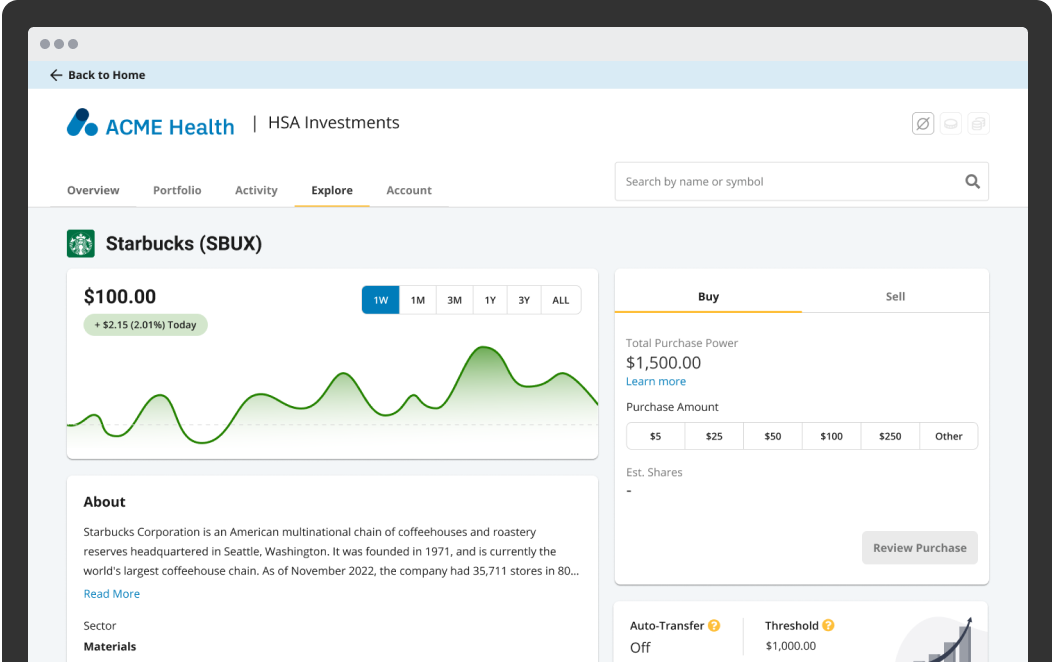 Back to Home
ACME Health | HSA Investments
Overview Portfolio Activity Explore Account
Search by name or symbol
Starbucks (SBUX)
$100.00
+ $2.15 (2.01%) Today
1W 1M 3M 1Y 3Y ALL
Buy Sell
Total Purchase Power
$1,500.00
Learn more
Purchase Amount
$5 $25 $50 $100 $250 Other
Est. Shares
-
Review Purchase
About
Starbucks Corporation is an American multinational chain of coffeehouses and roastery
reserves headquartered in Seattle, Washington. It was founded in 1971, and is currently the
world's largest coffeehouse chain. As of November 2022, the company had 35,711 stores in 80...
Read More
Sector
Materials
Auto-Transfer ?
Off
Threshold ?
$1,000.00